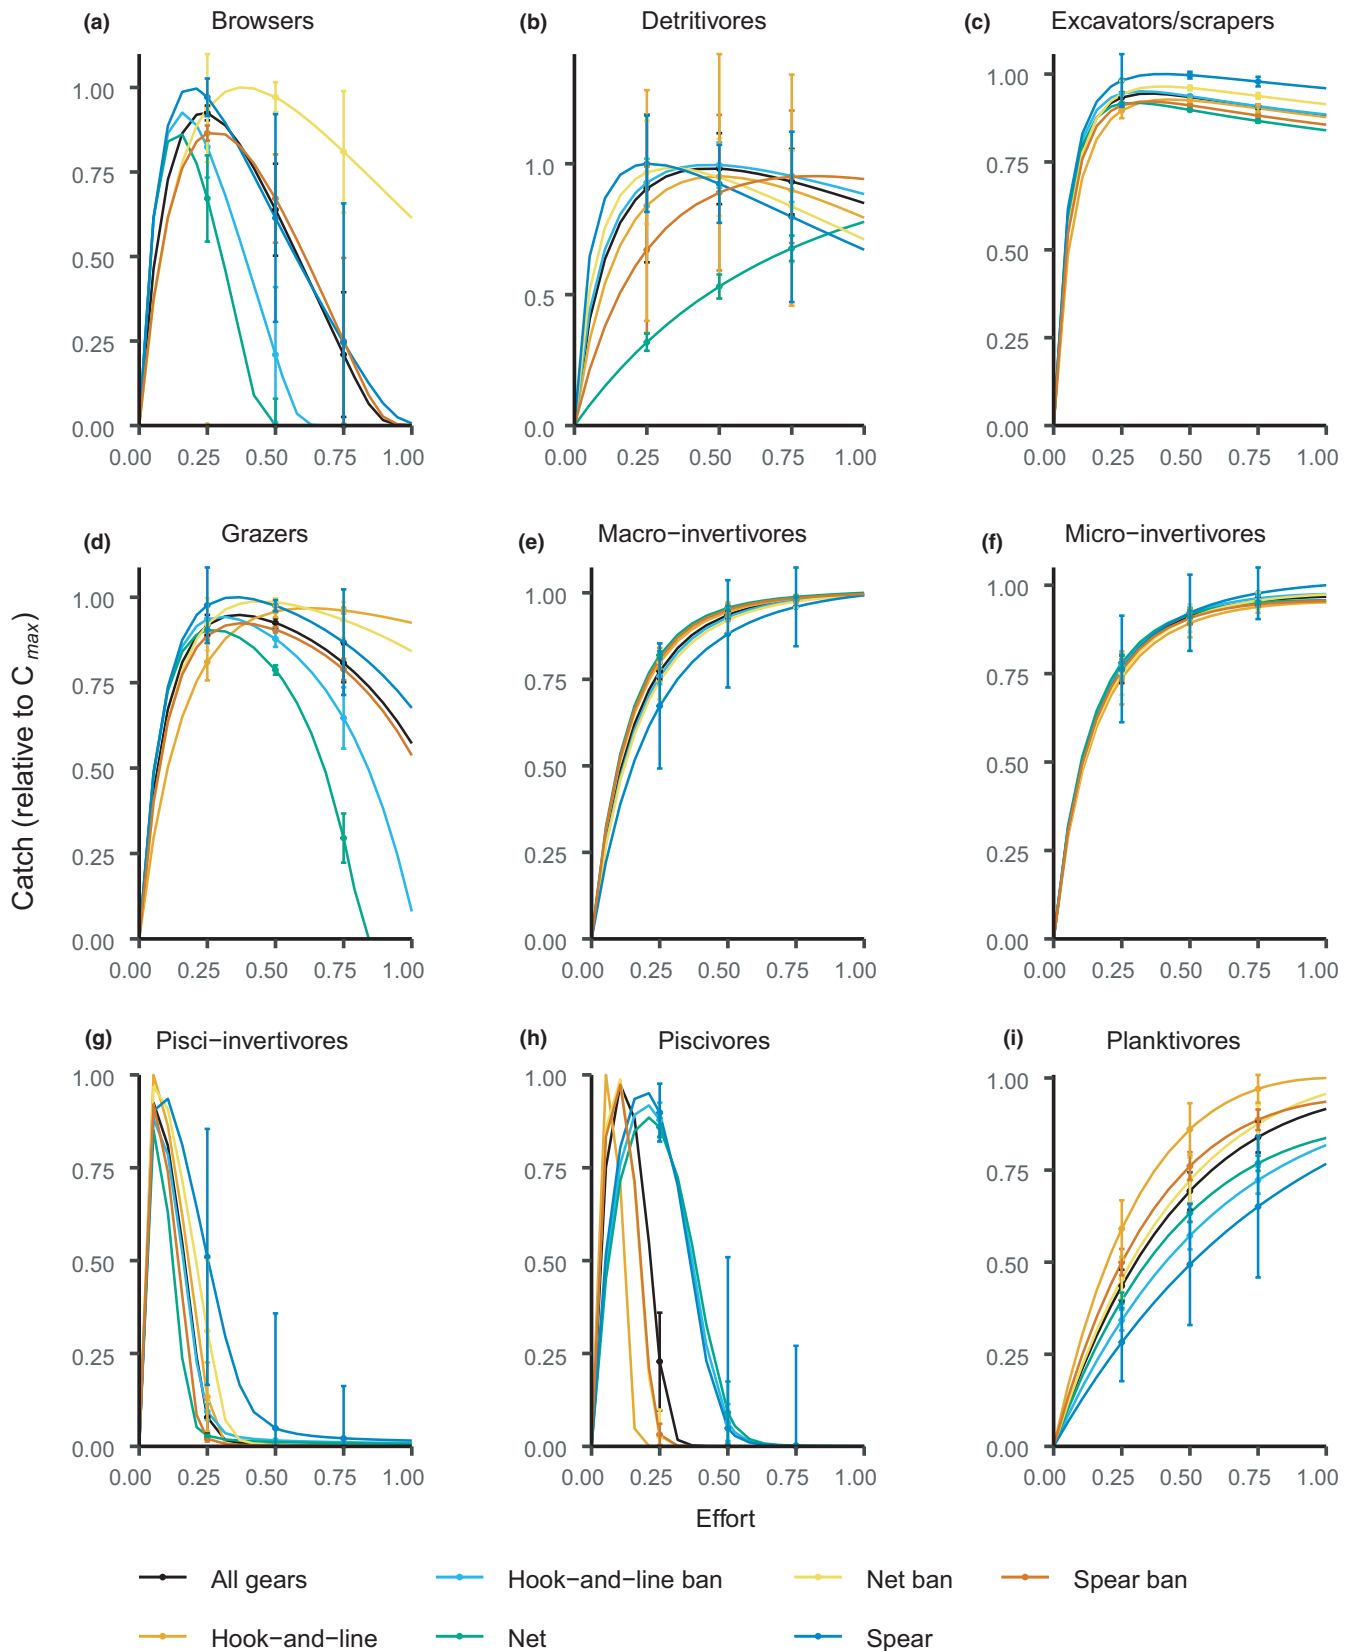 (a) Browsers
(b) Detritivores
(c) Excavators/scrapers
1.00
0.75
0.50
0.25
0.00
0.00 0.25 0.50 0.75 1.00
1.0
0.5
0.0
0.00 0.25 0.50 0.75 1.00
1.00
0.75
0.50
0.25
0.00
0.00 0.25 0.50 0.75 1.00
(d) Grazers
(e) Macro−invertivores
(f) Micro−invertivores
1.00
0.75
0.50
0.25
0.00
0.00 0.25 0.50 0.75 1.00
1.00
0.75
0.50
0.25
0.00
0.00 0.25 0.50 0.75 1.00
1.00
0.75
0.50
0.25
0.00
0.00 0.25 0.50 0.75 1.00
Catch (relative to C max)
(g) Pisci−invertivores
(h) Piscivores
(i) Planktivores
1.00
0.75
0.50
0.25
0.00
0.00 0.25 0.50 0.75 1.00
1.00
0.75
0.50
0.25
0.00
0.00 0.25 0.50 0.75 1.00
1.00
0.75
0.50
0.25
0.00
0.00 0.25 0.50 0.75 1.00
Effort
All gears Hook−and−line ban Net ban Spear ban
Hook−and−line Net Spear